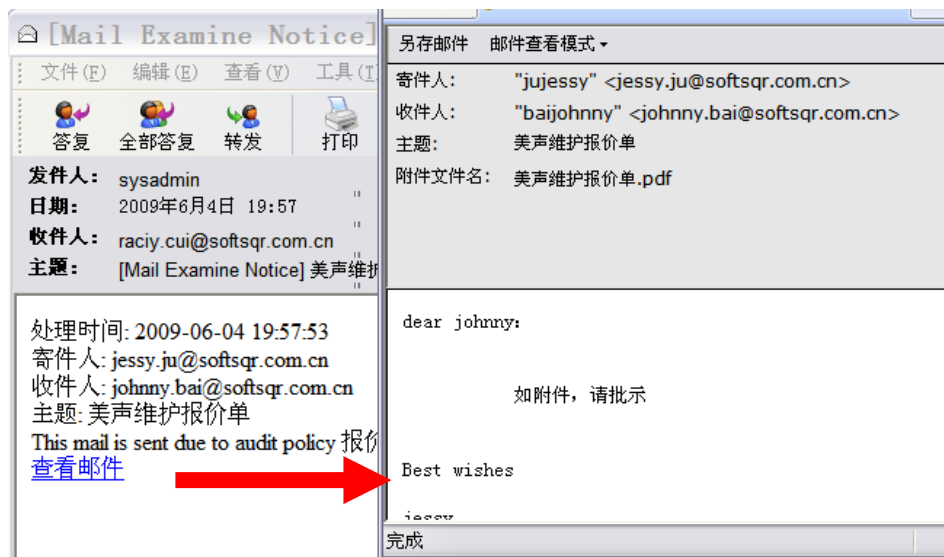 [Mail Examine Notice]
文件(F) 编辑(E) 查看(V) 工具(T
答复 全部答复 转发 打印
发件人: sysadmin
日期: 2009年6月4日 19:57
收件人: raciy.cui@softsqr.com.cn
主题: [Mail Examine Notice] 美声维护
处理时间: 2009-06-04 19:57:53
寄件人: jessy.ju@softsqr.com.cn
收件人: johnny.bai@softsqr.com.cn
主题: 美声维护报价单
This mail is sent due to audit policy 报价
查看邮件
另存邮件 邮件查看模式
寄件人: "jujessy" <jessy.ju@softsqr.com.cn>
收件人: "baijohnny" <johnny.bai@softsqr.com.cn>
主题: 美声维护报价单
附件文件名: 美声维护报价单.pdf
dear johnny:
如附件，请批示
Best wishes
jessy
完成